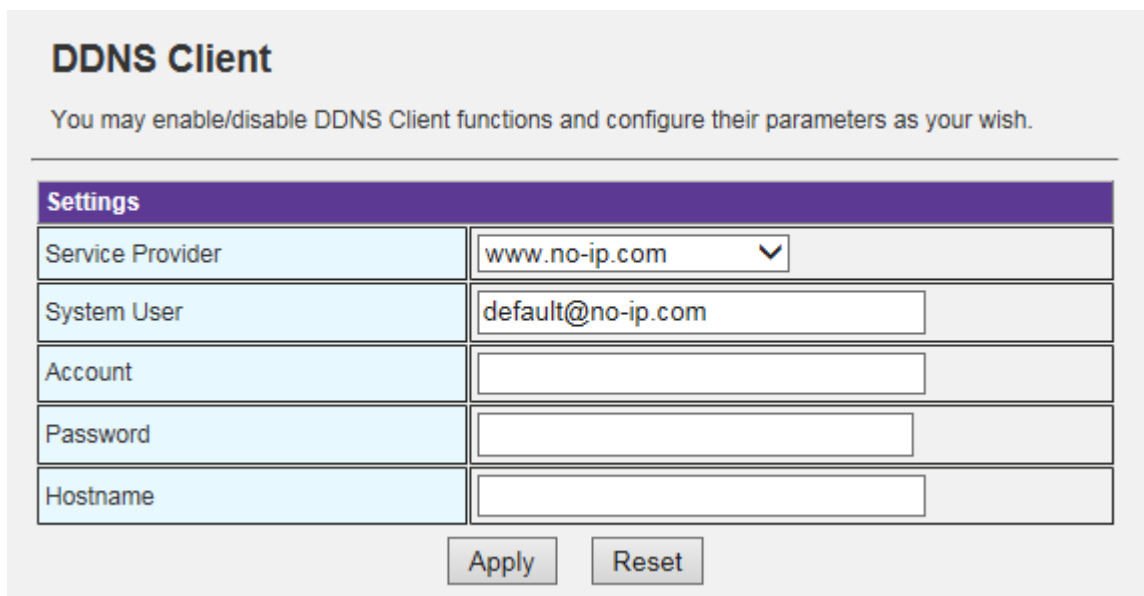 DDNS Client
You may enable/disable DDNS Client functions and configure their parameters as your wish.
Settings
Service Provider www.no-ip.com
System User default@no-ip.com
Account
Password
Hostname
Apply Reset